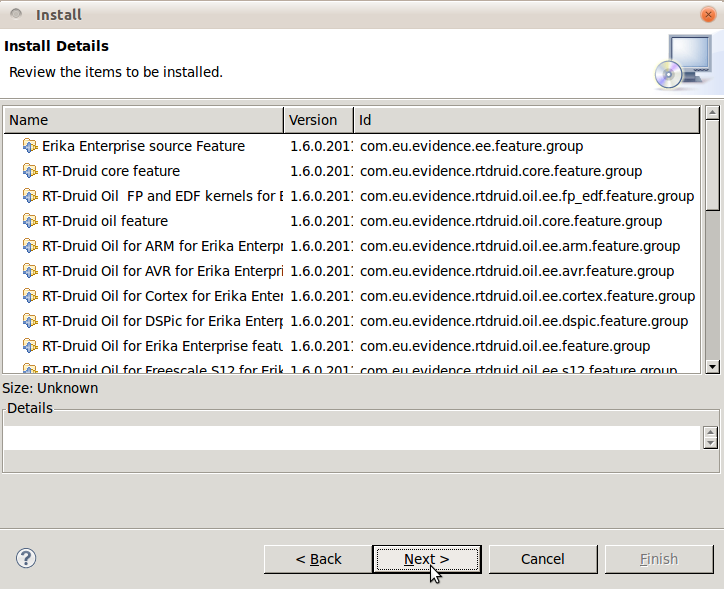 Install
Install Details
Review the items to be installed.
Name Version Id
Erika Enterprise source Feature 1.6.0.201 com.eu.evidence.ee.feature.group
RT-Druid core feature 1.6.0.201 com.eu.evidence.rtdruid.core.feature.group
RT-Druid Oil FP and EDF kernels for E 1.6.0.201 com.eu.evidence.rtdruid.oil.ee.fp_edf.feature.group
RT-Druid oil feature 1.6.0.201 com.eu.evidence.rtdruid.oil.core.feature.group
RT-Druid Oil for ARM for Erika Enterpr 1.6.0.201 com.eu.evidence.rtdruid.oil.ee.arm.feature.group
RT-Druid Oil for AVR for Erika Enterpri 1.6.0.201 com.eu.evidence.rtdruid.oil.ee.avr.feature.group
RT-Druid Oil for Cortex for Erika Enter 1.6.0.201 com.eu.evidence.rtdruid.oil.ee.cortex.feature.group
RT-Druid Oil for DSPic for Erika Enterp 1.6.0.201 com.eu.evidence.rtdruid.oil.ee.dspic.feature.group
RT-Druid Oil for Erika Enterprise featu 1.6.0.201 com.eu.evidence.rtdruid.oil.ee.feature.group
RT-Druid Oil for Freescale S12 for Erik 1.6.0.201 com.eu.evidence.rtdruid.oil.ee.s12.feature.group
Size: Unknown
Details
< Back Next > Cancel Finish